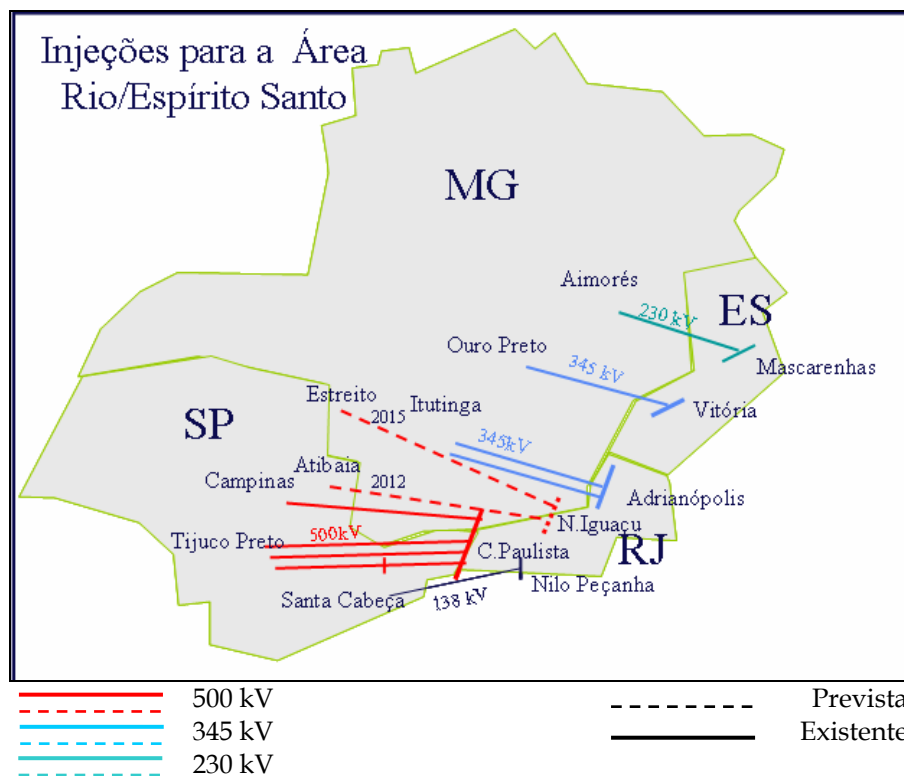 Injeções para a Área
Rio/Espírito Santo
MG
Aimorés
230 kV
ES
Ouro Preto
345 kV
Mascarenhas
Estreito
2015
Itutinga
Vitória
SP
345kV
Atibaia
2012
Campinas
Adrianópolis
N.Iguaçu
Tijuco Preto
500kV
C.Paulista
RJ
Santa Cabeça
138 kV
Nilo Peçanha
500 kV
Prevista
345 kV
Existente
230 kV